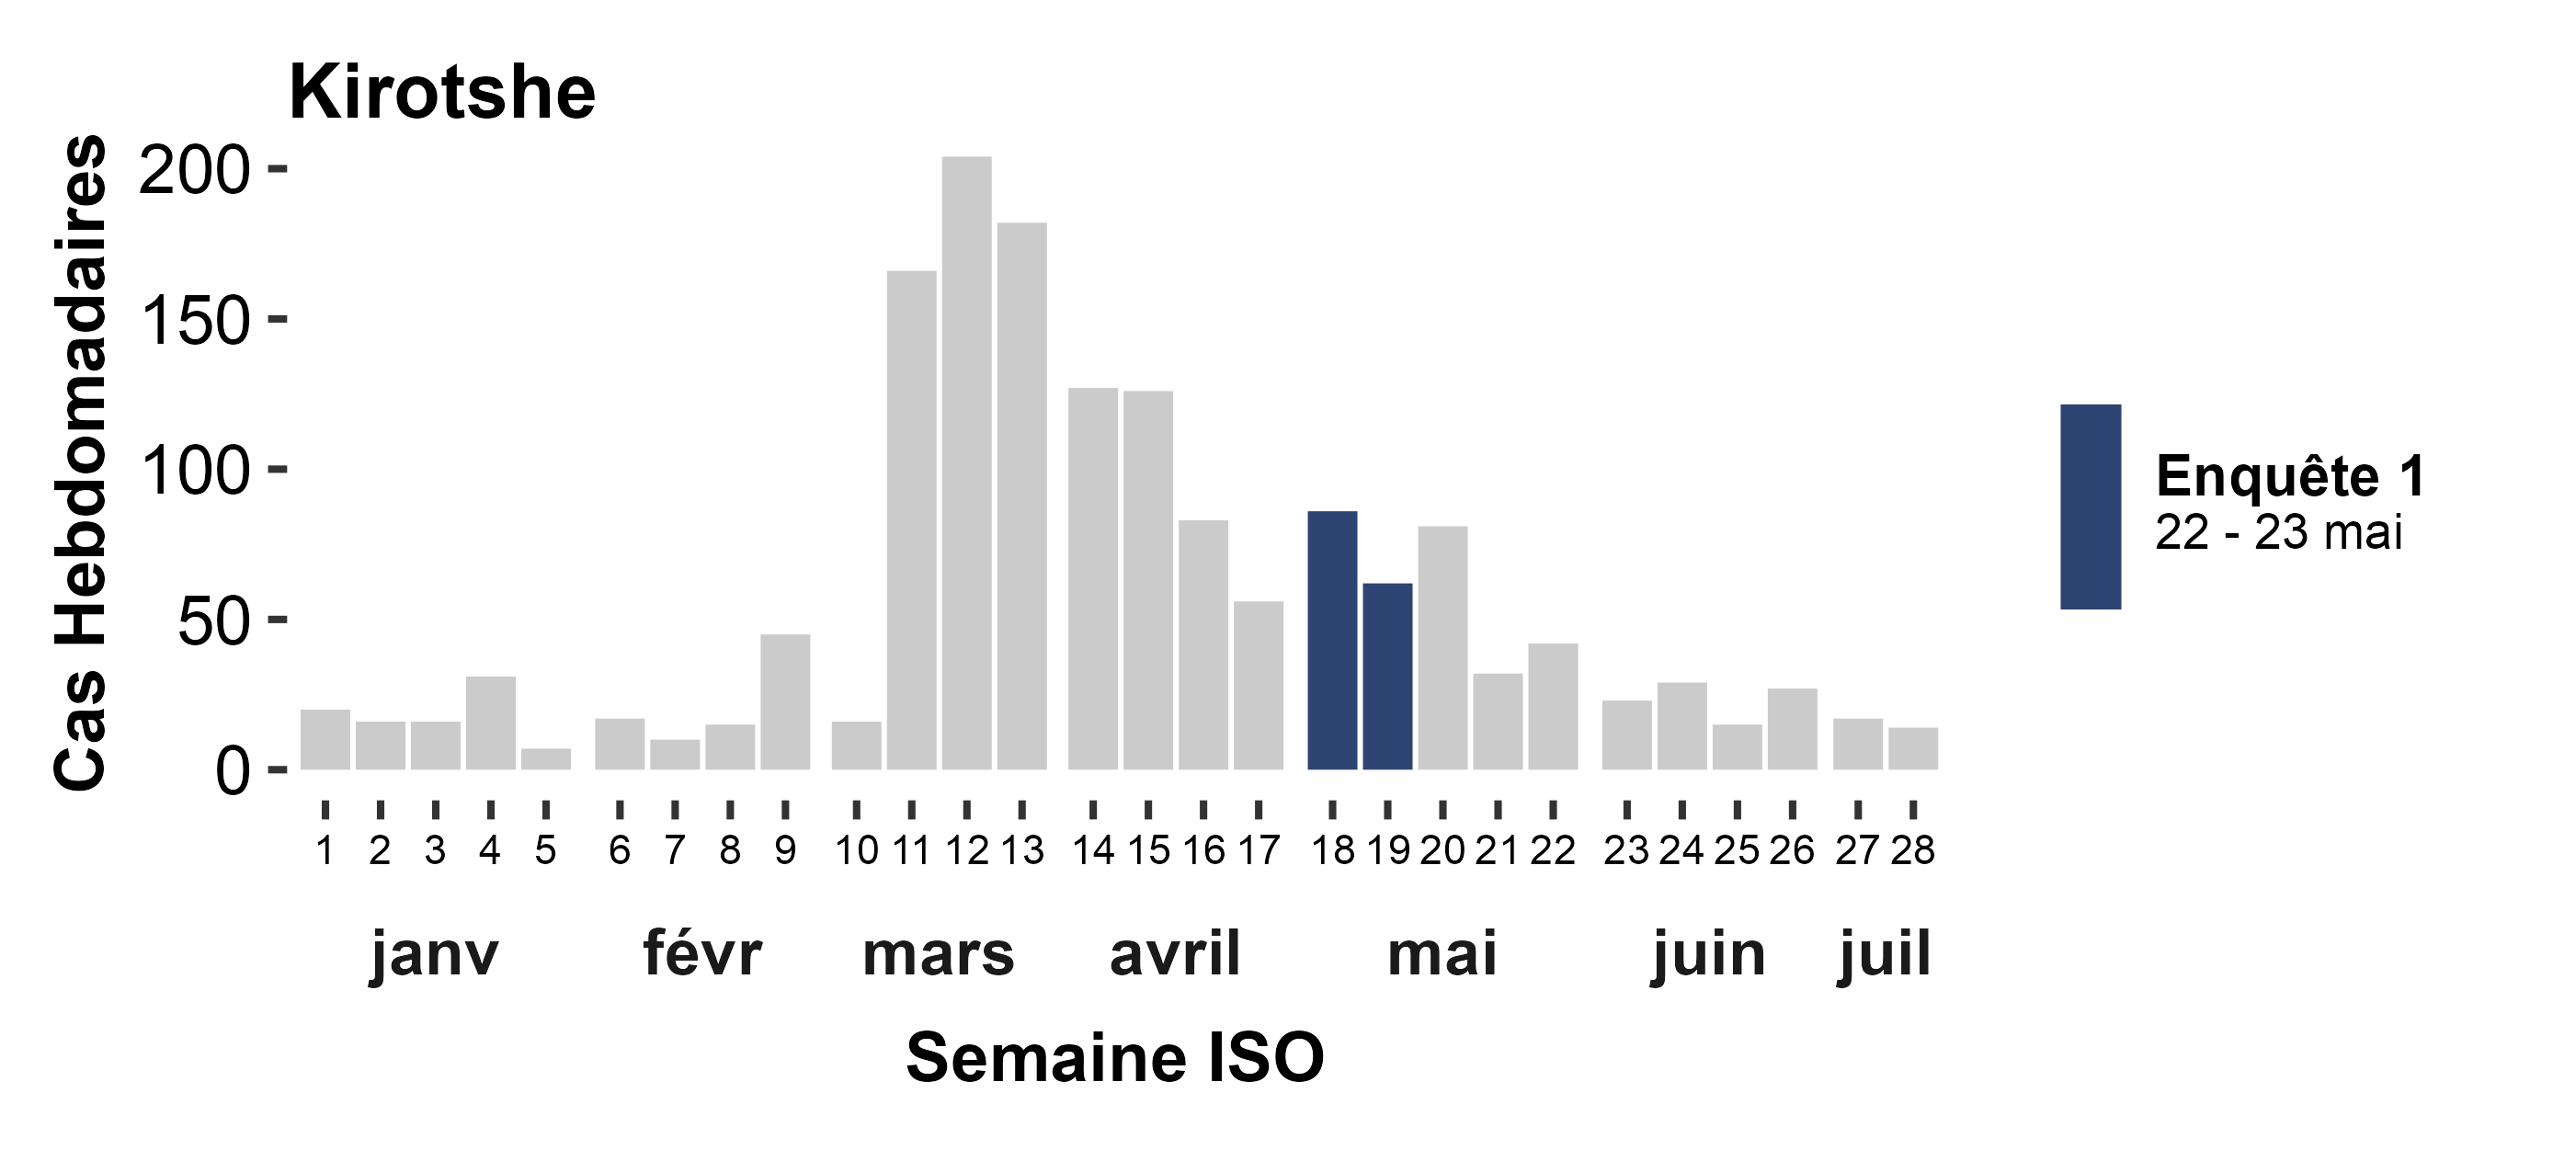 Kirotshe
Cas Hebdomadaires
200
150
100
50
0
1 2 3 4 5 6 7 8 9 10 11 12 13 14 15 16 17 18 19 20 21 22 23 24 25 26 27 28
janv févr mars avril mai juin juil
Semaine ISO
Enquête 1
22 - 23 mai